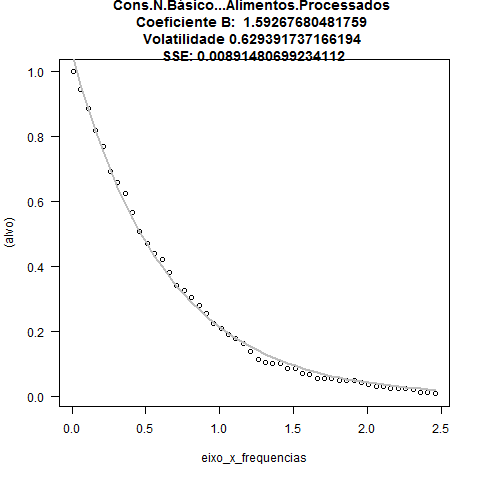 Cons.N.Básico...Alimentos.Processados
Coeficiente B:  1.59267680481759
Volatilidade 0.629391737166194
SSE: 0.00891480699234112
1.0
0.8
0.6
0.4
0.2
0.0
(alvo)
0.0 0.5 1.0 1.5 2.0 2.5
eixo_x_frequencias